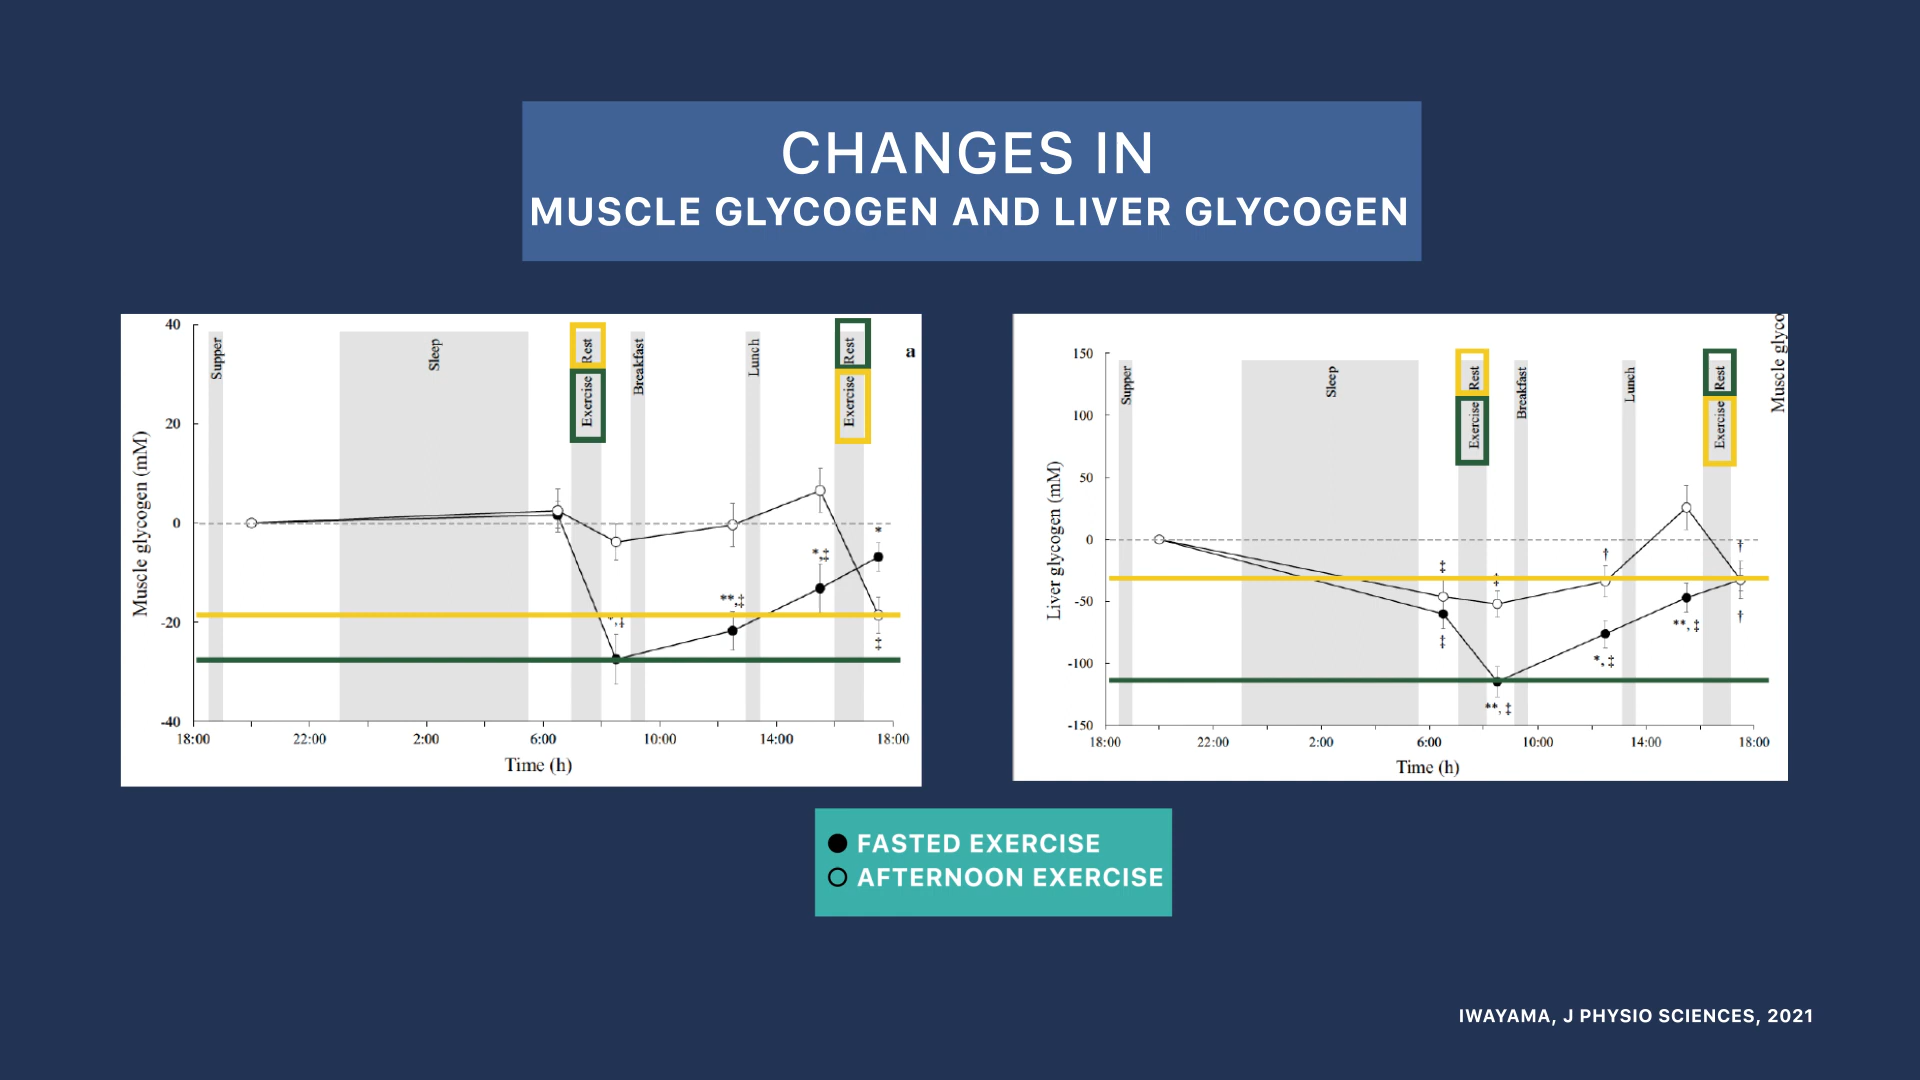 CHANGES IN
MUSCLE GLYCOGEN AND LIVER GLYCOGEN
40
20
0
-20
-40
Muscle glycogen (mM)
Supper
Sleep
Rest
Exercise
Breakfast
Lunch
Rest
Exercise
a
*,‡
**,‡
*,‡
*
‡
18:00 22:00 2:00 6:00 10:00 14:00 18:00
Time (h)
150
100
50
0
-50
-100
-150
Liver glycogen (mM)
Supper
Sleep
Rest
Exercise
Breakfast
Lunch
Rest
Exercise
Muscle glyco
‡
‡
‡
**, ‡
†
*, ‡
**, ‡
†
†
18:00 22:00 2:00 6:00 10:00 14:00 18:00
Time (h)
FASTED EXERCISE
AFTERNOON EXERCISE
IWAYAMA, J PHYSIO SCIENCES, 2021